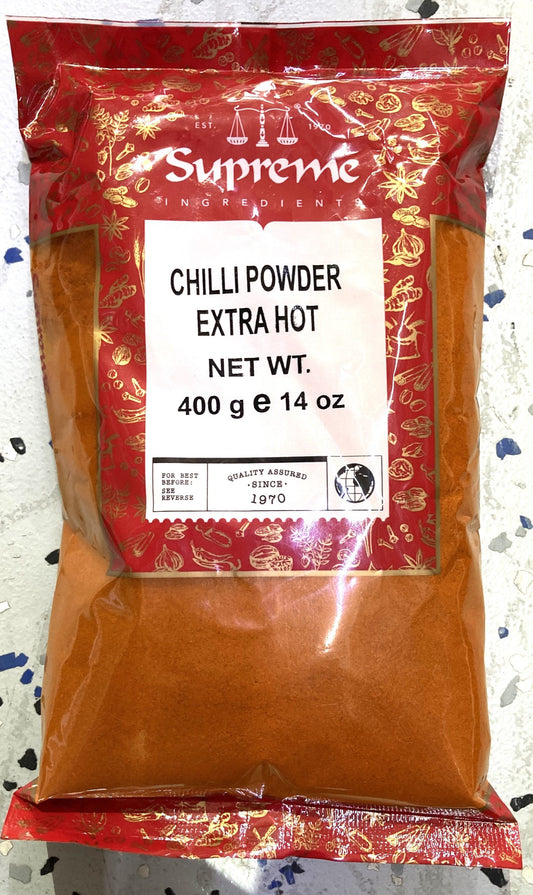 EST. 1970
Supreme
INGREDIENTS
CHILLI POWDER
EXTRA HOT
NET WT.
400 g e 14 oz
FOR BEST
BEFORE:
SEE
REVERSE
QUALITY ASSURED
·SINCE·
1970